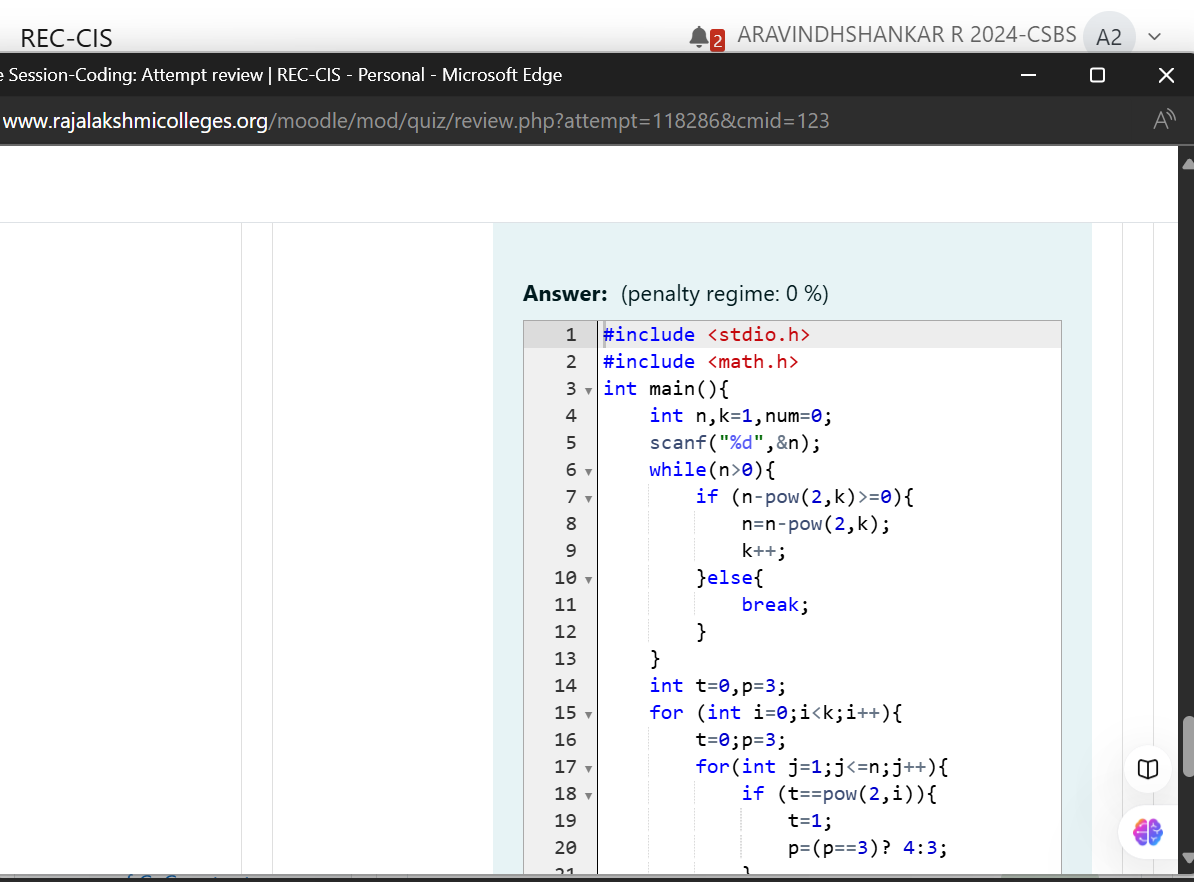 REC-CIS
2 ARAVINDHSHANKAR R 2024-CSBS A2
e Session-Coding: Attempt review | REC-CIS - Personal - Microsoft Edge
www.rajalakshmicolleges.org/moodle/mod/quiz/review.php?attempt=118286&cmid=123
Answer: (penalty regime: 0 %)
1 #include <stdio.h>
2 #include <math.h>
3 int main(){
4 int n,k=1,num=0;
5 scanf("%d",&n);
6 while(n>0){
7 if (n-pow(2,k)>=0){
8 n=n-pow(2,k);
9 k++;
10 }else{
11 break;
12 }
13 }
14 int t=0,p=3;
15 for (int i=0;i<k;i++){
16 t=0;p=3;
17 for(int j=1;j<=n;j++){
18 if (t==pow(2,i)){
19 t=1;
20 p=(p==3)? 4:3;
21 }